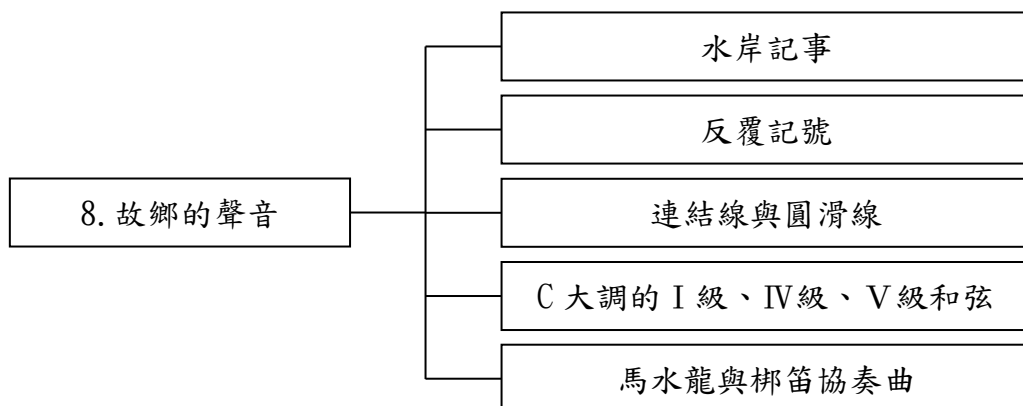 水岸記事
反覆記號
8.故鄉的聲音
連結線與圓滑線
C大調的Ⅰ級、Ⅳ級、Ⅴ級和弦
馬水龍與梆笛協奏曲